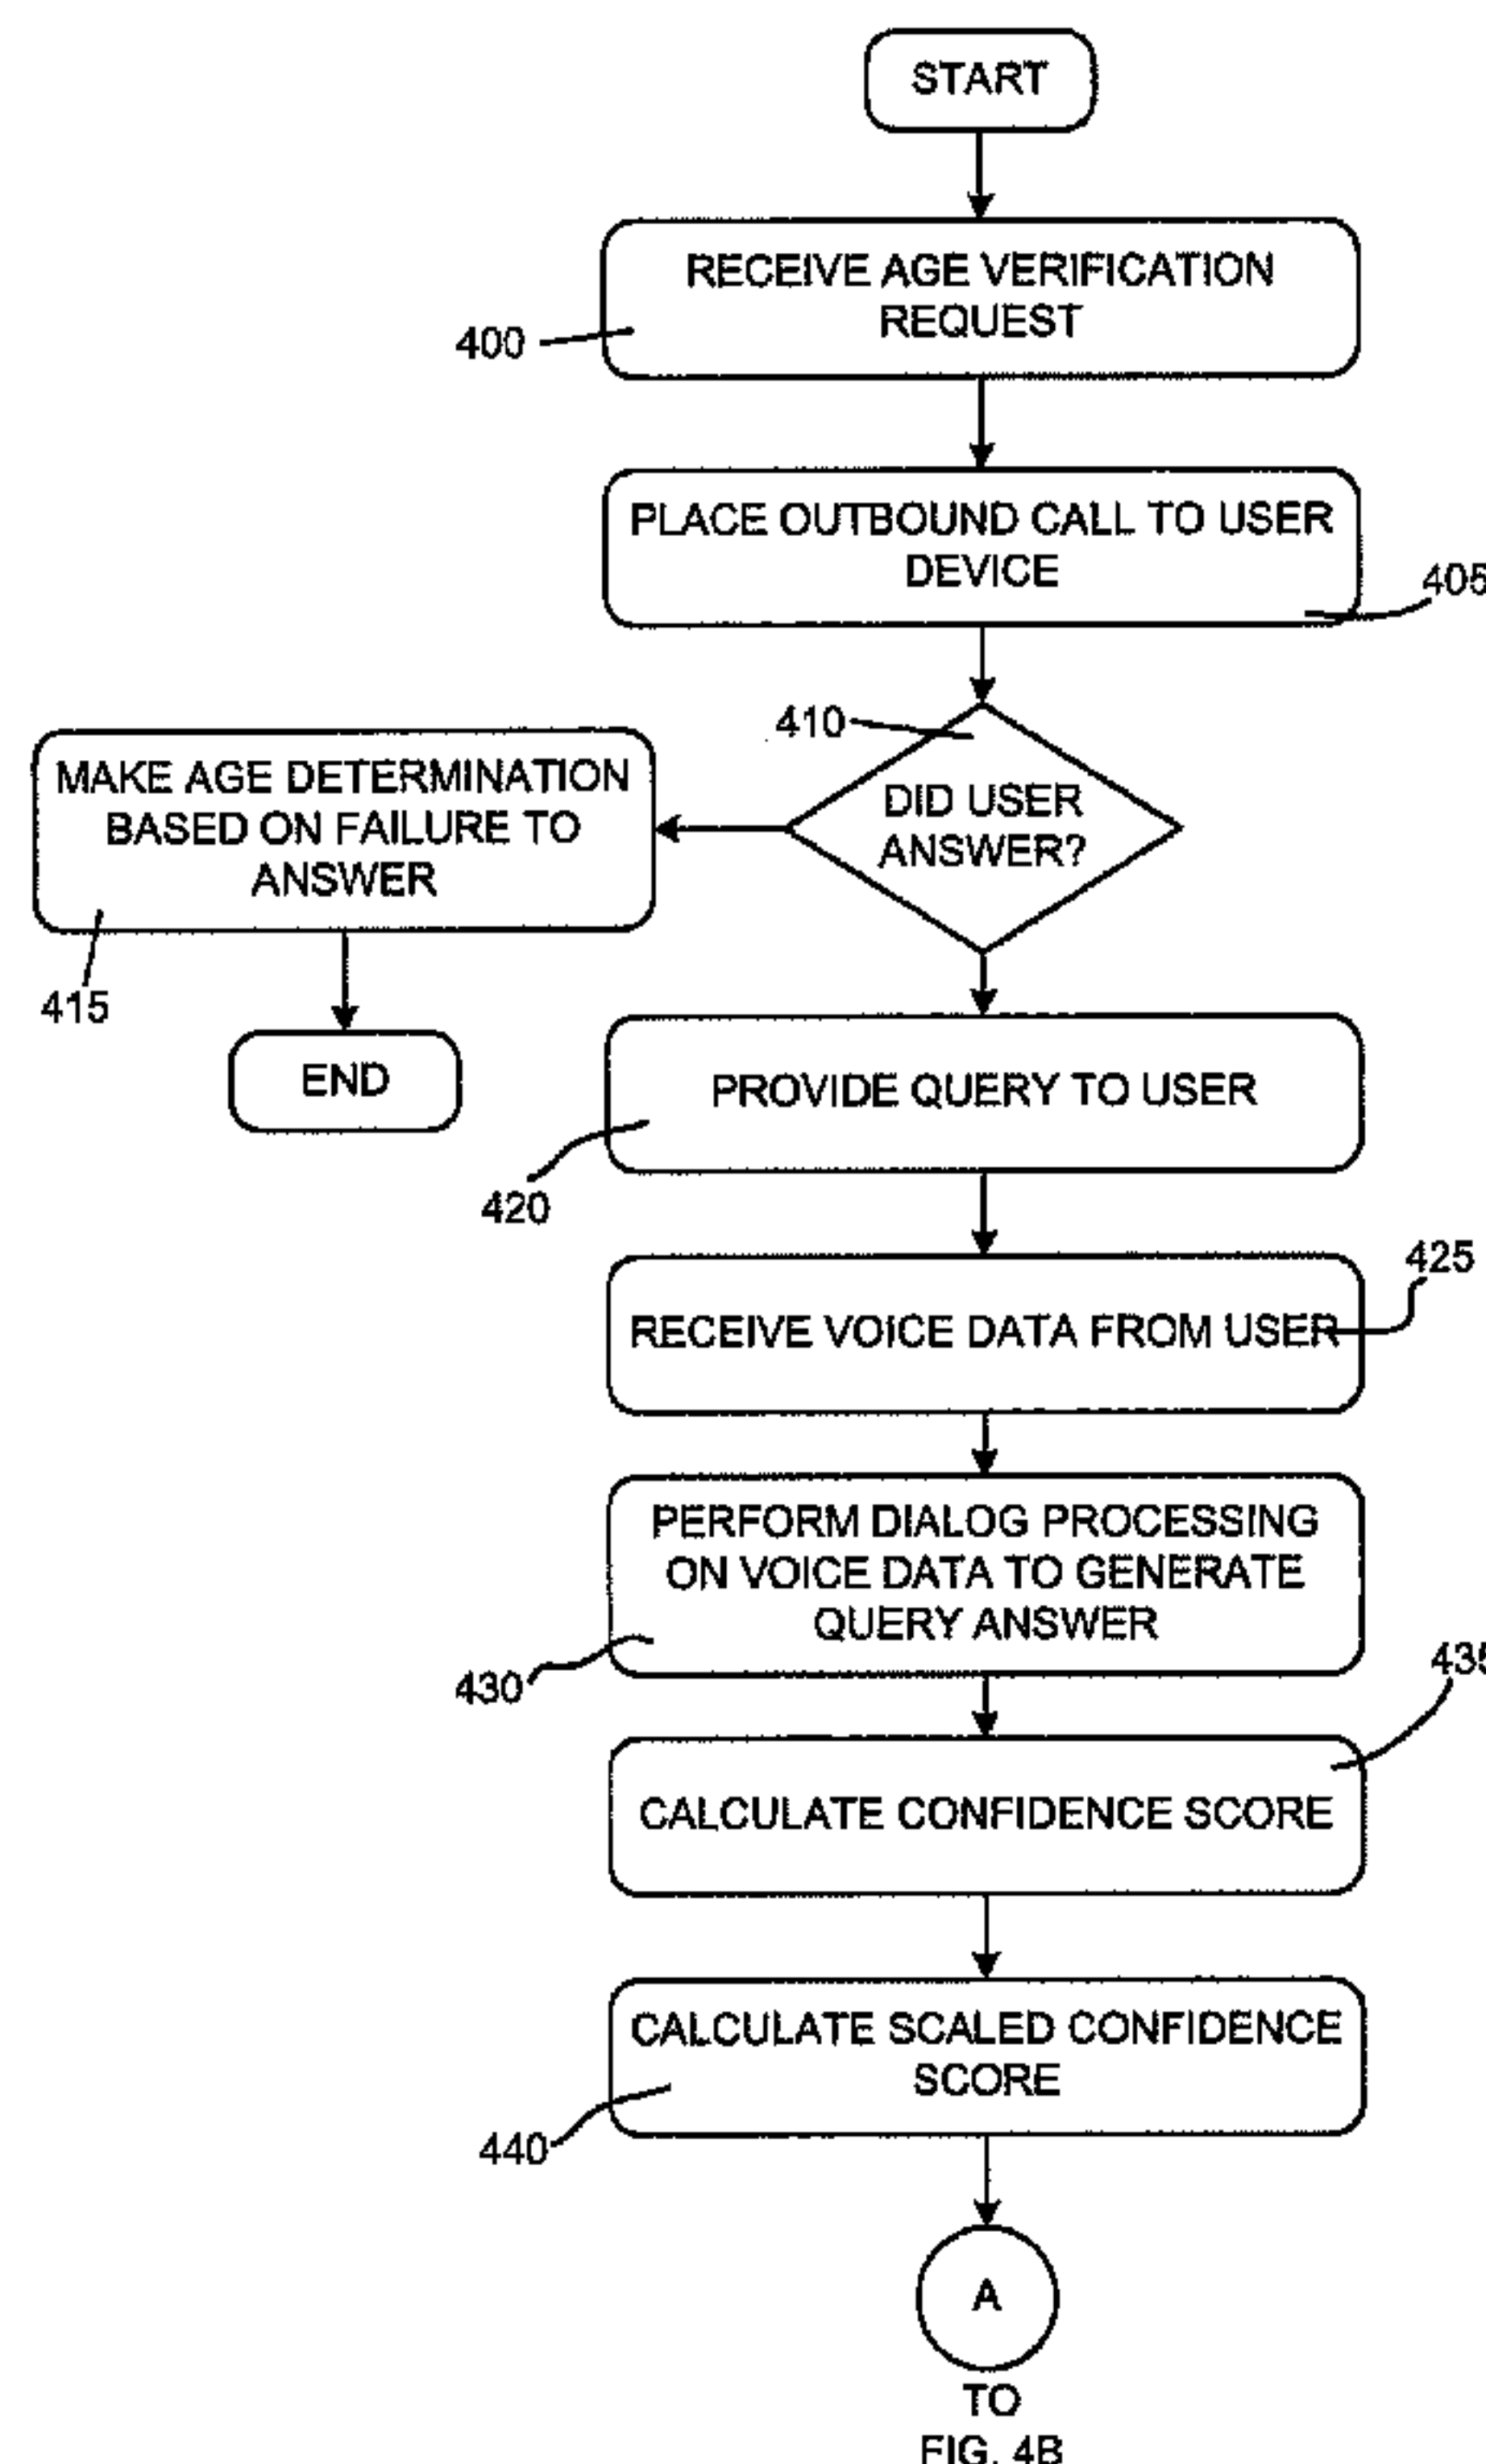 START
RECEIVE AGE VERIFICATION
REQUEST
400
PLACE OUTBOUND CALL TO USER
DEVICE
405
410
DID USER
ANSWER?
MAKE AGE DETERMINATION
BASED ON FAILURE TO
ANSWER
415
END
PROVIDE QUERY TO USER
420
425
RECEIVE VOICE DATA FROM USER
PERFORM DIALOG PROCESSING
ON VOICE DATA TO GENERATE
QUERY ANSWER
430
435
CALCULATE CONFIDENCE SCORE
CALCULATE SCALED CONFIDENCE
SCORE
440
A
TO
FIG. 4B